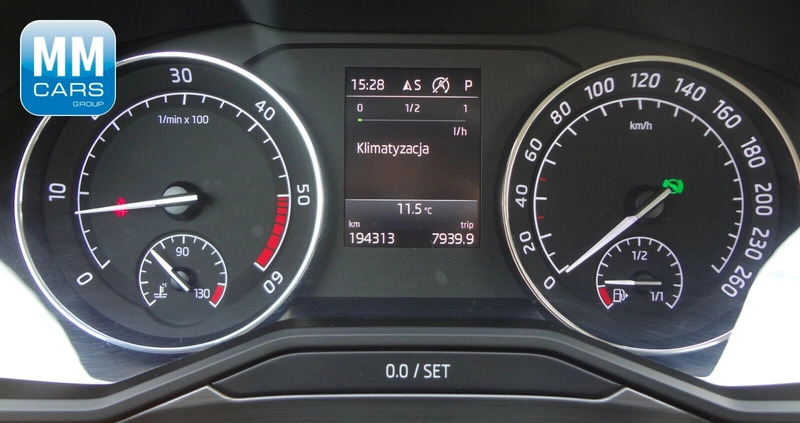 MM
CARS
GROUP
0 10 30 40 50 60
1/min x 100
90
130
15:28 S P
0 1/2 1
l/h
Klimatyzacja
11.5 °C
km trip
194313 7939.9
0 20 40 60 80 100 120 140 160 180 200 230 260
km/h
1/2
1/1
0.0 / SET